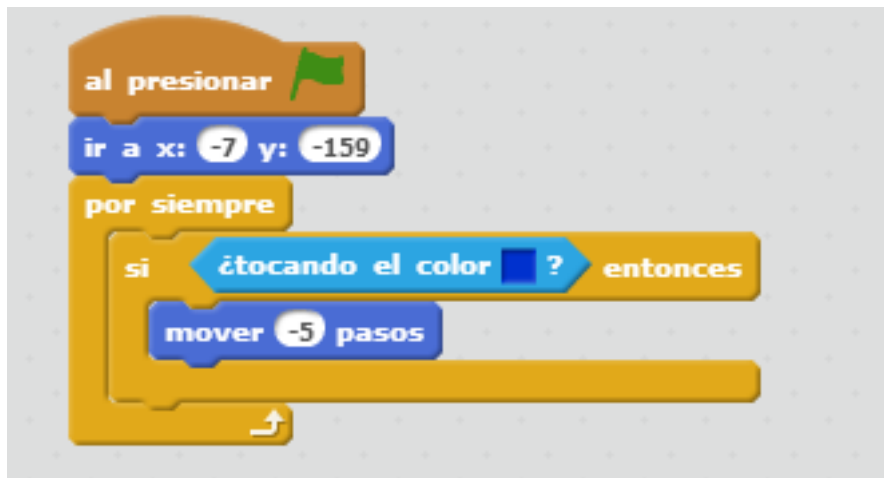 al presionar
ir a x: -7 y: -159
por siempre
si ¿tocando el color ? entonces
mover -5 pasos